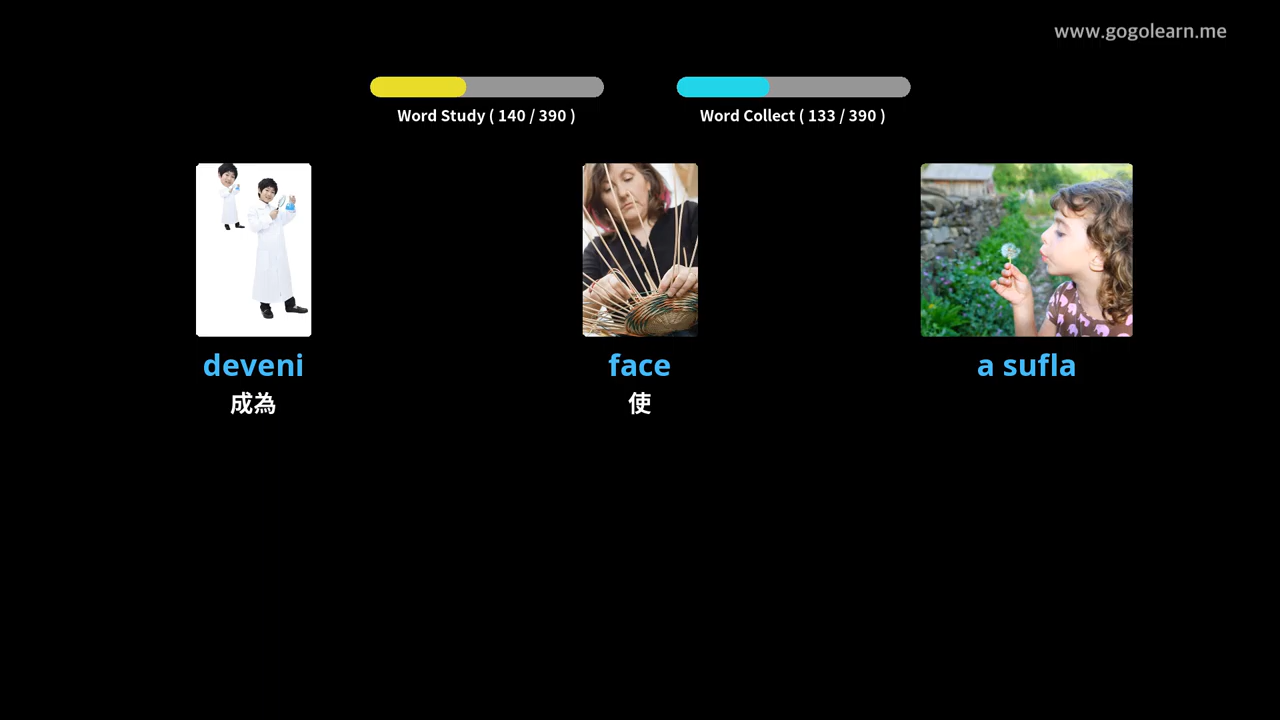 www.gogolearn.me
Word Study ( 140 / 390 )
Word Collect ( 133 / 390 )
deveni
成為
face
使
a sufla